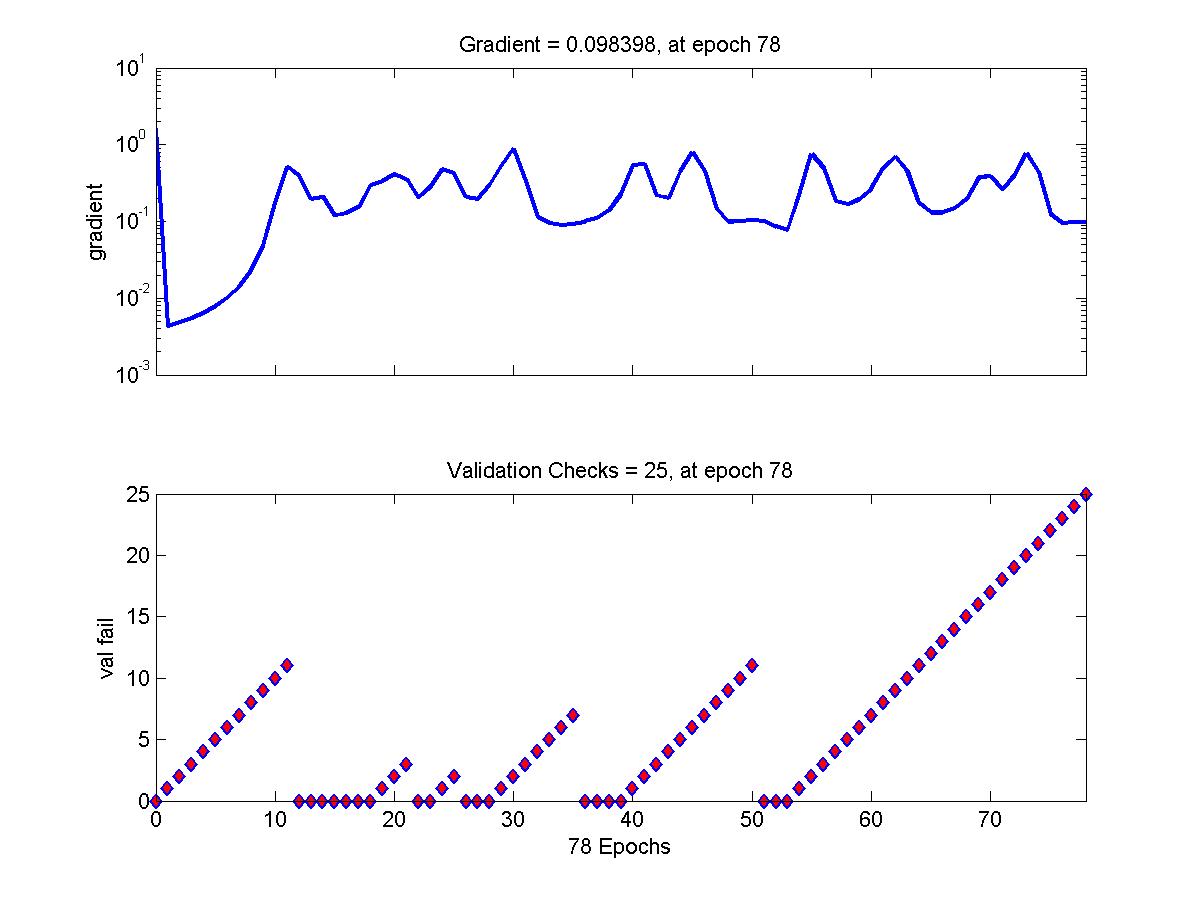 Gradient = 0.098398, at epoch 78
10^1
10^0
10^-1
10^-2
10^-3
gradient
Validation Checks = 25, at epoch 78
25
20
15
10
5
0
val fail
0 10 20 30 40 50 60 70
78 Epochs